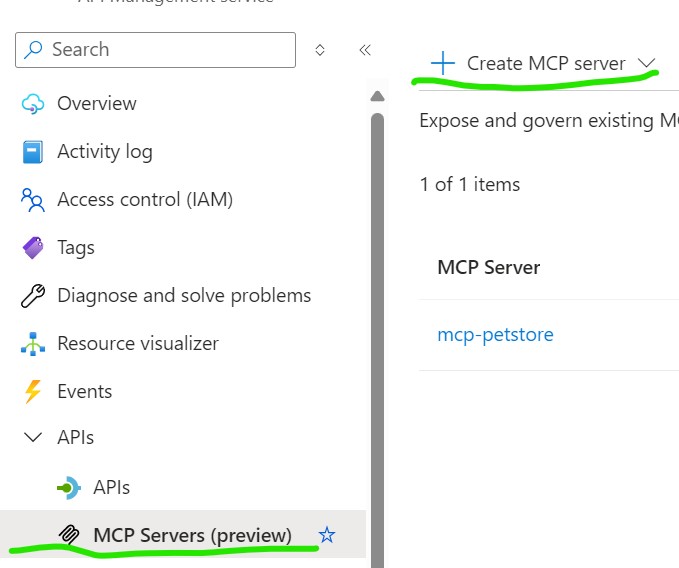 API Management service
Search
Create MCP server
Overview
Expose and govern existing
Activity log
1 of 1 items
Access control (IAM)
Tags
MCP Server
Diagnose and solve problems
mcp-petstore
Resource visualizer
Events
APIs
APIs
MCP Servers (preview)